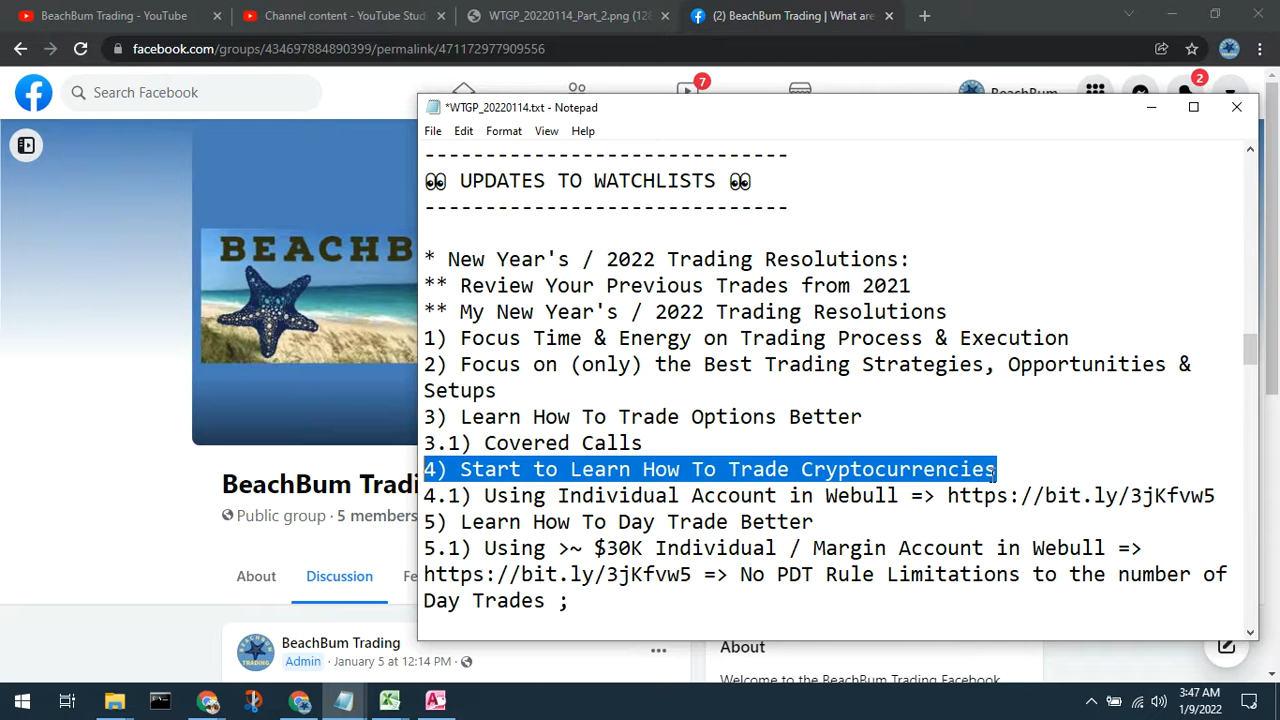 BeachBum Trading - YouTube
Channel content - YouTube Stud
WTGP_20220114_Part_2.png (128
(2) BeachBum Trading | What are
facebook.com/groups/434697884890399/permalink/471172977909556
Search Facebook
7
BeachBum
2
*WTGP_20220114.txt - Notepad
File Edit Format View Help
------------------------------
👀 UPDATES TO WATCHLISTS 👀
------------------------------
* New Year's / 2022 Trading Resolutions:
** Review Your Previous Trades from 2021
** My New Year's / 2022 Trading Resolutions
1) Focus Time & Energy on Trading Process & Execution
2) Focus on (only) the Best Trading Strategies, Opportunities &
Setups
3) Learn How To Trade Options Better
3.1) Covered Calls
4) Start to Learn How To Trade Cryptocurrencies
4.1) Using Individual Account in Webull => https://bit.ly/3jKfvw5
5) Learn How To Day Trade Better
5.1) Using >~ $30K Individual / Margin Account in Webull =>
https://bit.ly/3jKfvw5 => No PDT Rule Limitations to the number of
Day Trades ;
BEACHB
BeachBum Tradi
Public group · 5 members
About Discussion Fe
BeachBum Trading
Admin · January 5 at 12:14 PM ·
TRADING
About
Welcome to the BeachBum Trading Facebook
3:47 AM
1/9/2022